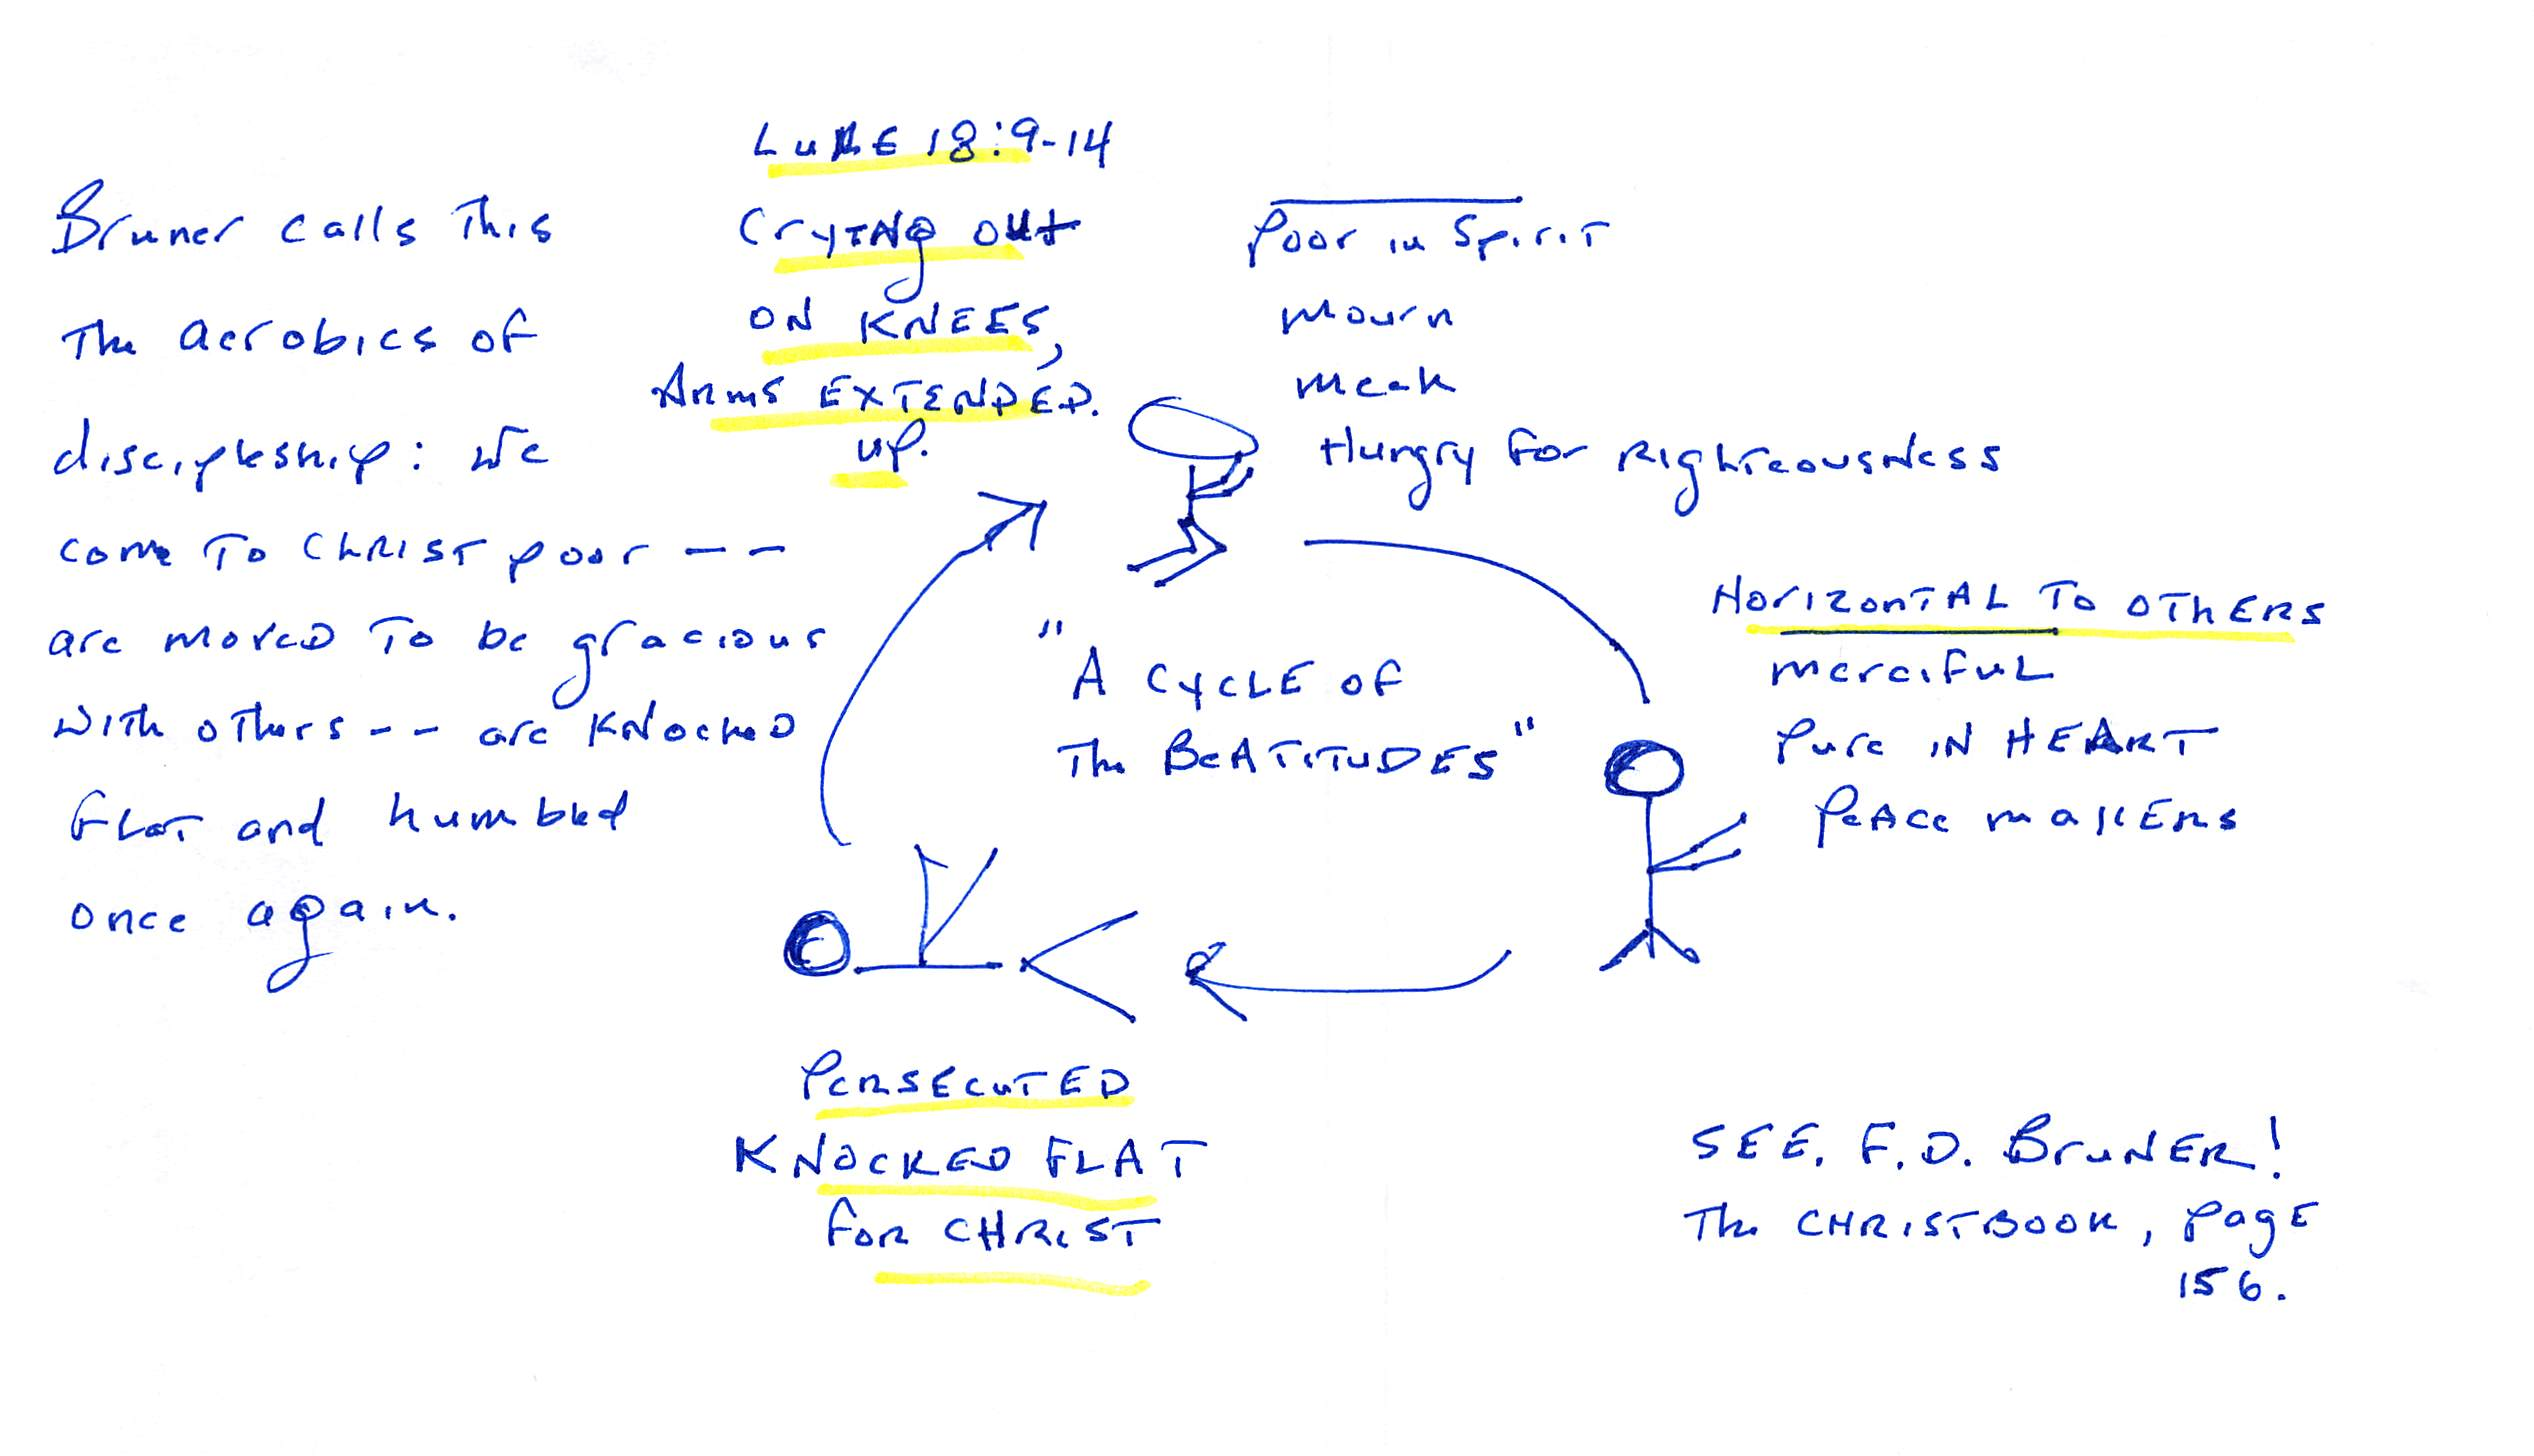 LUKE 18:9-14
Crying out
ON KNEES,
ARMS EXTENDED.
up.
Bruner calls This
The aerobics of
discipleship: We
come To CHRIST poor --
are moved To be gracious
with others -- are KNocked
FLAT and humbled
once again.
Poor in Spirit
mourn
meek
Hungry For RighTeousness
"A CYCLE OF
The BEATITUDES"
HorizonTAL To OThERS
merciFuL
Pure IN HEART
PeAce maKERs
PERSECUTED
KNOCKED FLAT
For CHRIST
SEE. F.D. BruNER!
The CHRISTBOOK, page
156.